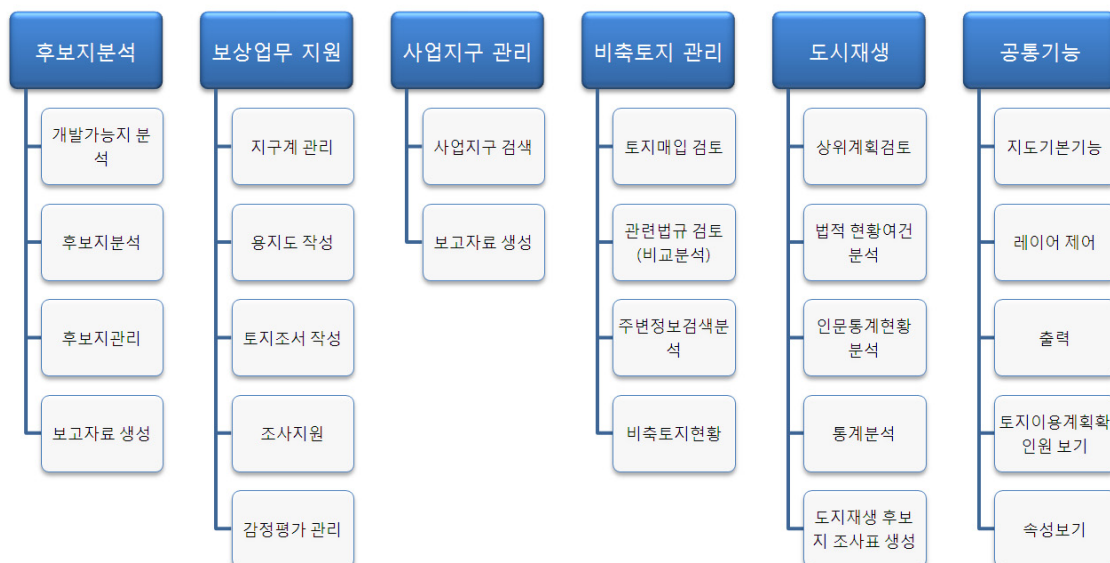 후보지분석
개발가능지 분
석
후보지분석
후보지관리
보고자료 생성
보상업무 지원
지구계 관리
용지도 작성
토지조서 작성
조사지원
감정평가 관리
사업지구 관리
사업지구 검색
보고자료 생성
비축토지 관리
토지매입 검토
관련법규 검토
(비교분석)
주변정보검색분
석
비축토지현황
도시재생
상위계획검토
법적 현황여건
분석
인문통계현황
분석
통계분석
도지재생 후보
지 조사표 생성
공통기능
지도기본기능
레이어 제어
출력
토지이용계획확
인원 보기
속성보기